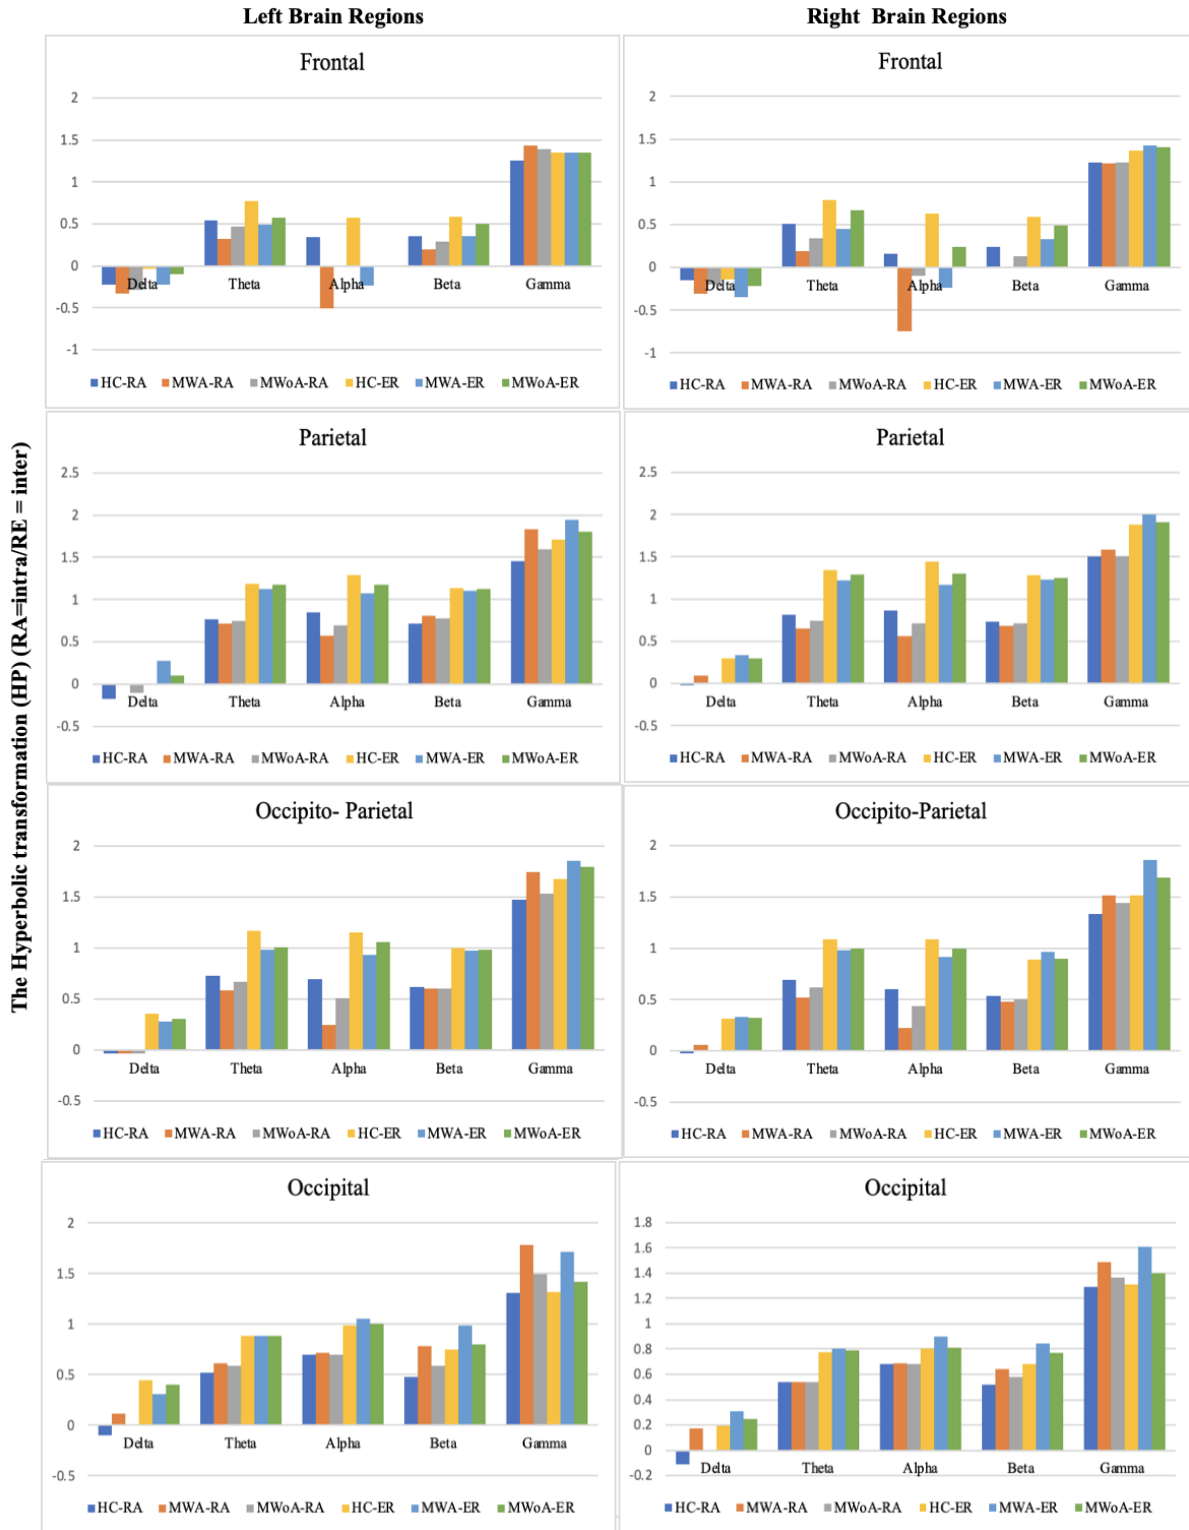 Left Brain Regions
Right Brain Regions
The Hyperbolic transformation (HP) (RA=intra/RE = inter)
Frontal
2
1.5
1
0.5
0
-0.5
-1
Delta Theta Alpha Beta Gamma
HC-RA MWA-RA MWoA-RA HC-ER MWA-ER MWoA-ER
Frontal
2
1.5
1
0.5
0
-0.5
-1
Delta Theta Alpha Beta Gamma
HC-RA MWA-RA MWoA-RA HC-ER MWA-ER MWoA-ER
Parietal
2.5
2
1.5
1
0.5
0
-0.5
Delta Theta Alpha Beta Gamma
HC-RA MWA-RA MWoA-RA HC-ER MWA-ER MWoA-ER
Parietal
2.5
2
1.5
1
0.5
0
-0.5
Delta Theta Alpha Beta Gamma
HC-RA MWA-RA MWoA-RA HC-ER MWA-ER MWoA-ER
Occipito- Parietal
2
1.5
1
0.5
0
-0.5
Delta Theta Alpha Beta Gamma
HC-RA MWA-RA MWoA-RA HC-ER MWA-ER MWoA-ER
Occipito-Parietal
2
1.5
1
0.5
0
-0.5
Delta Theta Alpha Beta Gamma
HC-RA MWA-RA MWoA-RA HC-ER MWA-ER MWoA-ER
Occipital
2
1.5
1
0.5
0
-0.5
Delta Theta Alpha Beta Gamma
HC-RA MWA-RA MWoA-RA HC-ER MWA-ER MWoA-ER
Occipital
1.8
1.6
1.4
1.2
1
0.8
0.6
0.4
0.2
0
-0.2
Delta Theta Alpha Beta Gamma
HC-RA MWA-RA MWoA-RA HC-ER MWA-ER MWoA-ER